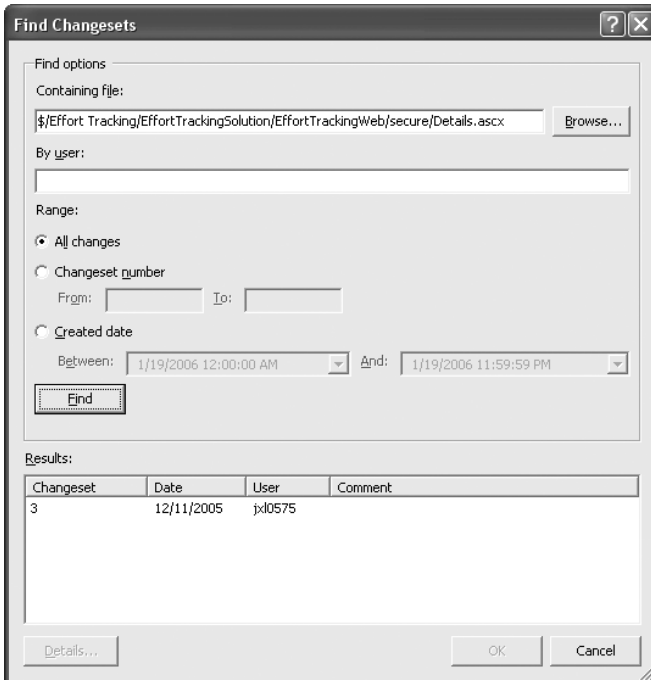 Find Changesets
Find options
Containing file:
$/Effort Tracking/EffortTrackingSolution/EffortTrackingWeb/secure/Details.ascx Browse...
By user:
Range:
All changes
Changeset number
From: To:
Created date
Between: 1/19/2006 12:00:00 AM And: 1/19/2006 11:59:59 PM
Find
Results:
Changeset Date User Comment
3 12/11/2005 jxl0575
Details... OK Cancel